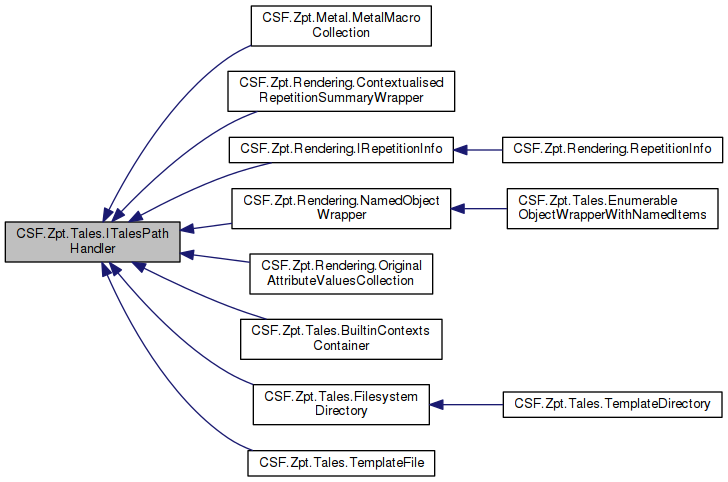 CSF.Zpt.Metal.MetalMacro
Collection
CSF.Zpt.Rendering.Contextualised
RepetitionSummaryWrapper
CSF.Zpt.Rendering.IRepetitionInfo
CSF.Zpt.Rendering.RepetitionInfo
CSF.Zpt.Rendering.NamedObject
Wrapper
CSF.Zpt.Tales.Enumerable
ObjectWrapperWithNamedItems
CSF.Zpt.Tales.ITalesPath
Handler
CSF.Zpt.Rendering.Original
AttributeValuesCollection
CSF.Zpt.Tales.BuiltinContexts
Container
CSF.Zpt.Tales.Filesystem
Directory
CSF.Zpt.Tales.TemplateDirectory
CSF.Zpt.Tales.TemplateFile